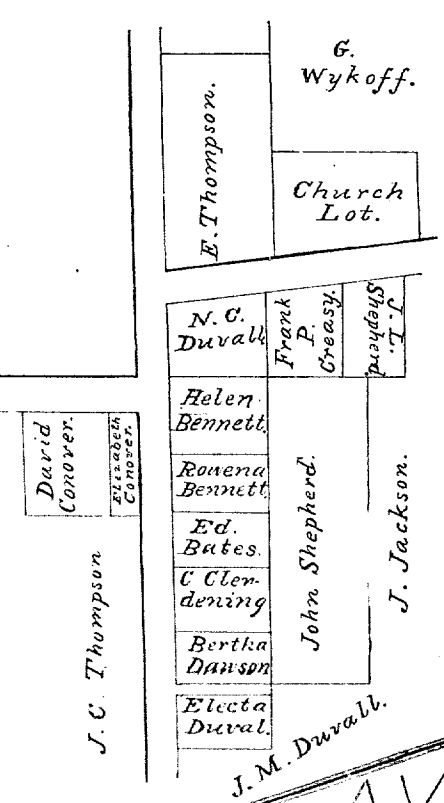 G.
Wykoff.
E. Thompson.
Church
Lot.
N. C.
Duvall
Frank
P.
Creasy.
J. L.
Shepherd.
Helen
Bennett.
David
Conover.
Elizabeth
Conover.
Rowena
Bennett
Ed.
Bates.
C Clen-
dening
John Shepherd.
J. Jackson.
J. C. Thompson
Bertha
Dawson
Electa
Duval.
J. M. Duvall.